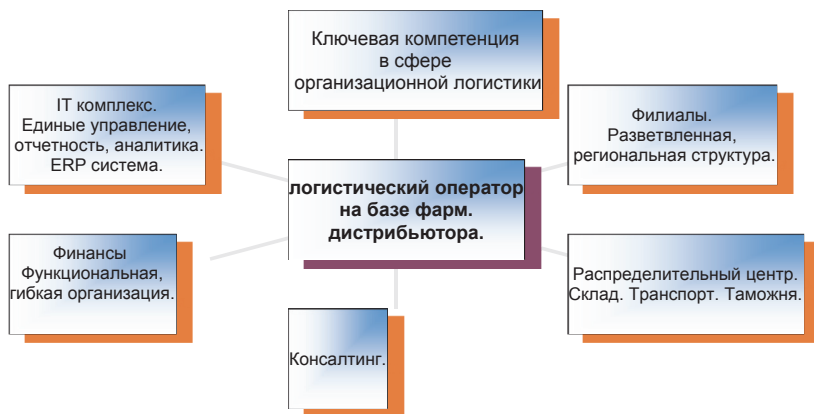 Ключевая компетенция
в сфере
организационной логистики
IT комплекс.
Единые управление,
отчетность, аналитика.
ERP система.
Филиалы.
Разветвленная,
региональная структура.
логистический оператор
на базе фарм.
дистрибьютора.
Финансы
Функциональная,
гибкая организация.
Распределительный центр.
Склад. Транспорт. Таможня.
Консалтинг.